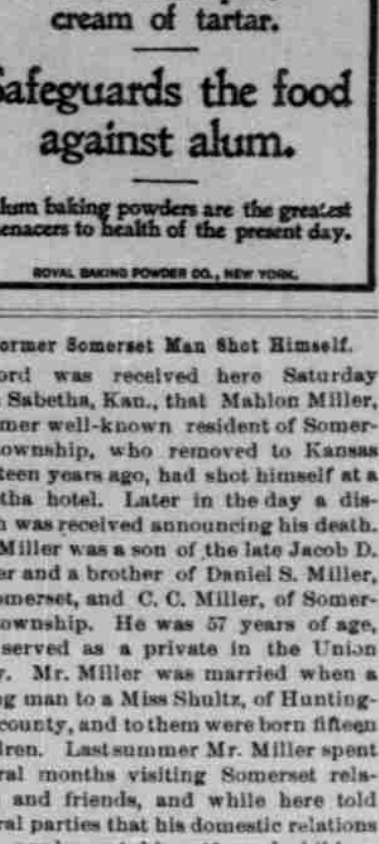 cream of tartar.
afeguards the food
against alum.
lum baking powders are the greatest
enacers to health of the present day.
ROYAL BAKING POWDER CO., NEW YORK.
ormer Somerset Man Shot Himself.
ord was received here Saturday
Sabetha, Kan., that Mahlon Miller,
mer well-known resident of Somer-
ownship, who removed to Kansas
teen years ago, had shot himself at a
tha hotel. Later in the day a dis-
h was received announcing his death.
Miller was a son of the late Jacob D.
er and a brother of Daniel S. Miller,
omerset, and C. C. Miller, of Somer-
ownship. He was 57 years of age,
served as a private in the Union
y. Mr. Miller was married when a
ng man to a Miss Shultz, of Hunting-
county, and to them were born fifteen
dren. Last summer Mr. Miller spent
ral months visiting Somerset rela-
and friends, and while here told
ral parties that his domestic relations